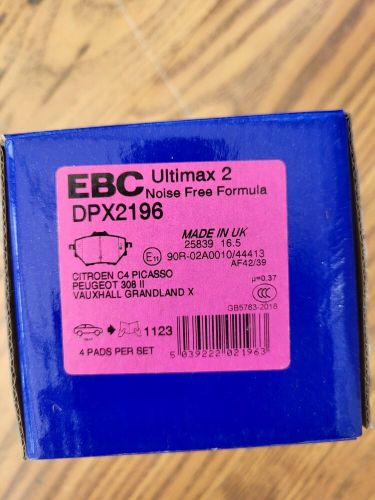 EBC Ultimax 2
Noise Free Formula
DPX2196
MADE IN UK
25839 16.5
E11 90R-02A0010/44413
AF42/39
CITROEN C4 PICASSO
PEUGEOT 308 II
VAUXHALL GRANDLAND X
μ=0.37
CCC
GB5763-2018
1123
4 PADS PER SET
5 039222 021963